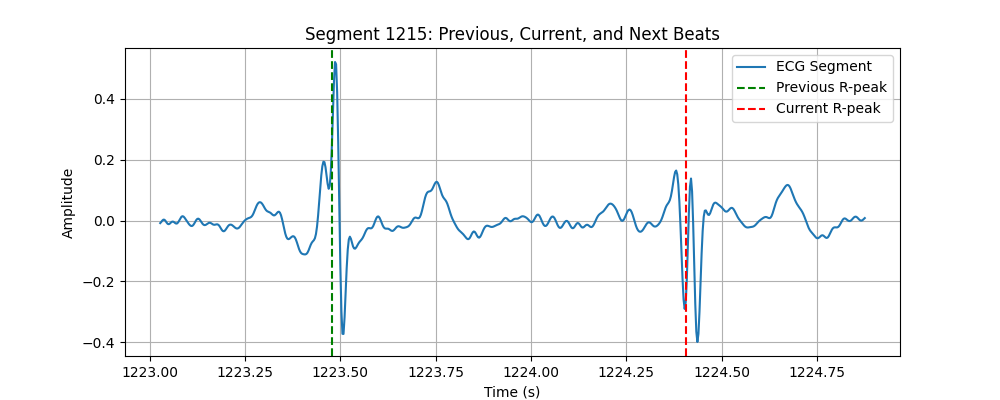 Segment 1215: Previous, Current, and Next Beats
ECG Segment
Previous R-peak
Current R-peak
0.4
0.2
0.0
−0.2
−0.4
Amplitude
1223.00 1223.25 1223.50 1223.75 1224.00 1224.25 1224.50 1224.75
Time (s)